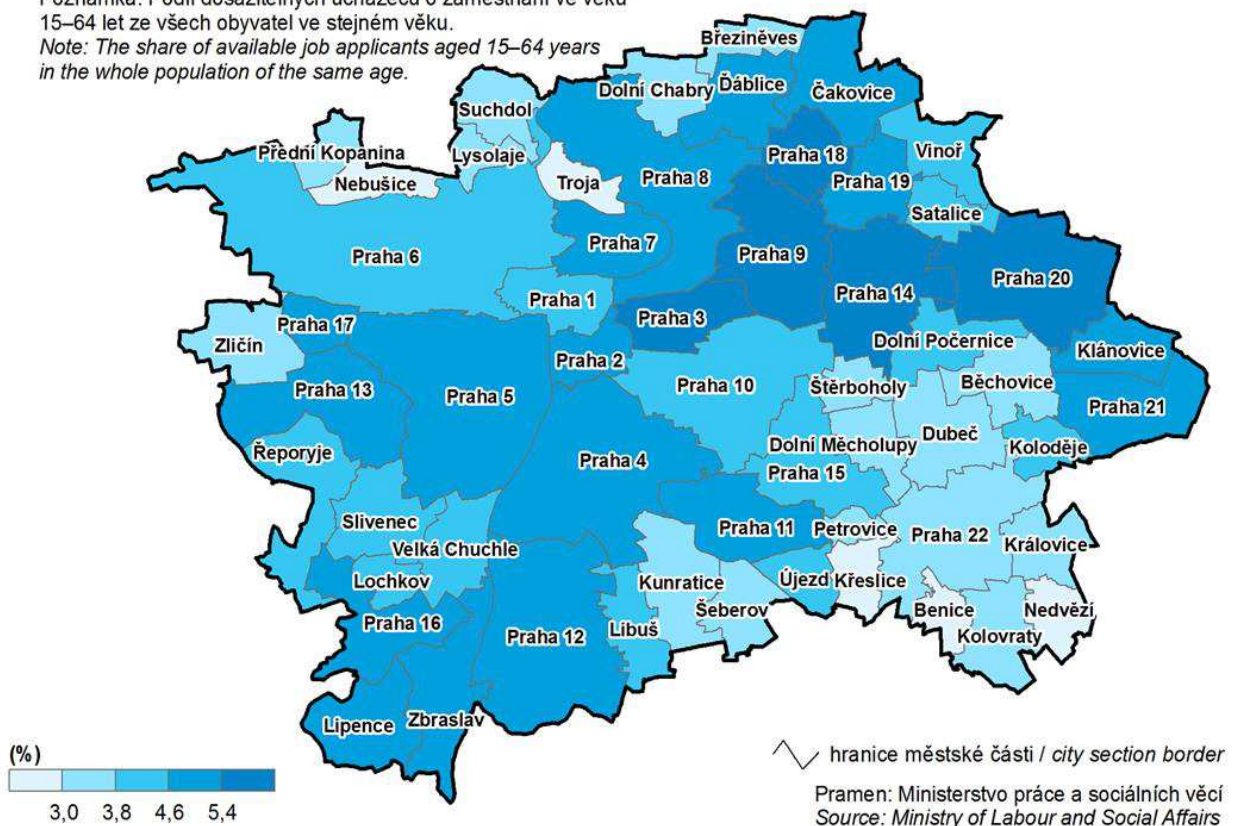 Poznámka: Podíl dosažitelných uchazečů o zaměstnání ve věku
15–64 let ze všech obyvatel ve stejném věku.
Note: The share of available job applicants aged 15–64 years
in the whole population of the same age.
Březiněves
Dolní Chabry
Ďáblice
Čakovice
Suchdol
Přední Kopanina
Lysolaje
Praha 18
Vinoř
Nebušice
Troja
Praha 8
Praha 19
Satalice
Praha 6
Praha 7
Praha 9
Praha 20
Praha 1
Praha 14
Praha 17
Praha 3
Zličín
Dolní Počernice
Klánovice
Praha 2
Praha 13
Praha 5
Praha 10
Štěrboholy
Běchovice
Praha 21
Řeporyje
Praha 4
Dolní Měcholupy
Dubeč
Koloděje
Praha 15
Slivenec
Praha 11
Petrovice
Praha 22
Královice
Velká Chuchle
Lochkov
Kunratice
Újezd
Křeslice
Šeberov
Benice
Nedvězí
Praha 16
Praha 12
Libuš
Kolovraty
Lipence
Zbraslav
(%)
3,0 3,8 4,6 5,4
hranice městské části / city section border
Pramen: Ministerstvo práce a sociálních věcí
Source: Ministry of Labour and Social Affairs